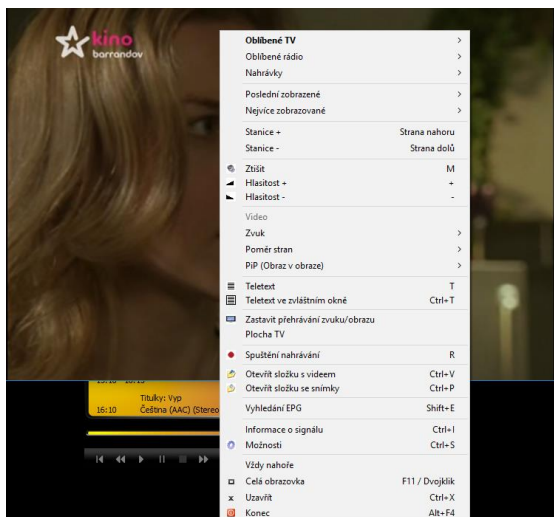 kino
barrandov
Oblíbené TV
Oblíbené rádio
Nahrávky
Poslední zobrazené
Nejvíce zobrazované
Stanice + Strana nahoru
Stanice - Strana dolů
Ztišit M
Hlasitost + +
Hlasitost - -
Video
Zvuk
Poměr stran
PiP (Obraz v obraze)
Teletext T
Teletext ve zvláštním okně Ctrl+T
Zastavit přehrávání zvuku/obrazu
Plocha TV
Spuštění nahrávání R
Otevřít složku s videem Ctrl+V
Otevřít složku se snímky Ctrl+P
Vyhledání EPG Shift+E
Informace o signálu Ctrl+I
Možnosti Ctrl+S
Vždy nahoře
Celá obrazovka F11 / Dvojklik
Uzavřít Ctrl+X
Konec Alt+F4
Titulky: Vyp
16:10 Čeština (AAC) (Stereo